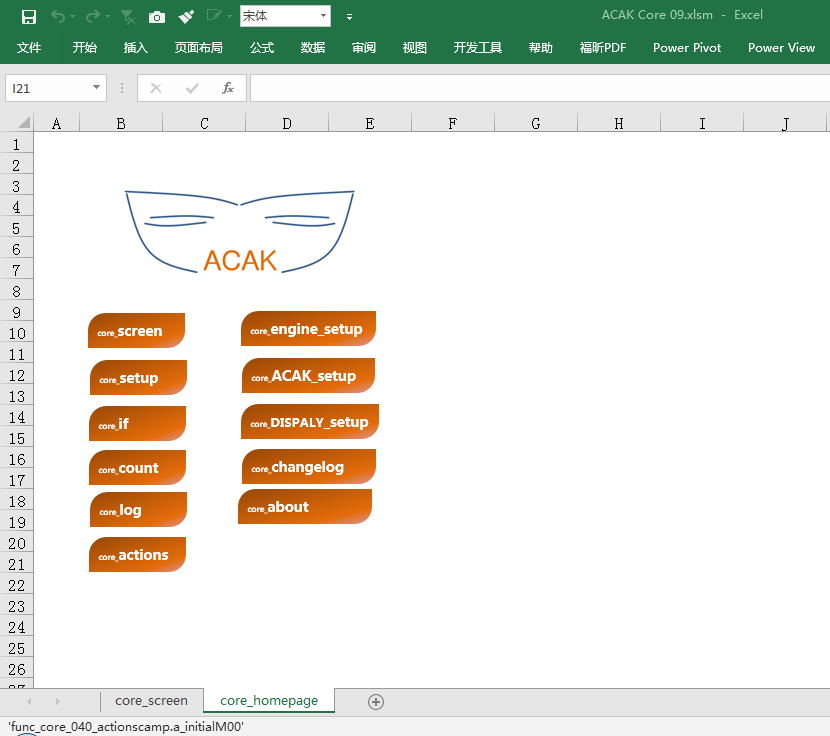 宋体
ACAK Core 09.xlsm - Excel
文件 开始 插入 页面布局 公式 数据 审阅 视图 开发工具 帮助 福昕PDF Power Pivot Power View
I21 fx
A B C D E F G H I J
1
2
3
4
5
6
7
ACAK
8
9
10
core_screen core_engine_setup
11
12
core_setup core_ACAK_setup
13
14
core_if core_DISPALY_setup
15
16
core_count core_changelog
17
18
core_log core_about
19
20
core_actions
21
22
23
24
25
26
27
core_screen core_homepage
'func_core_040_actionscamp.a_initialM00'